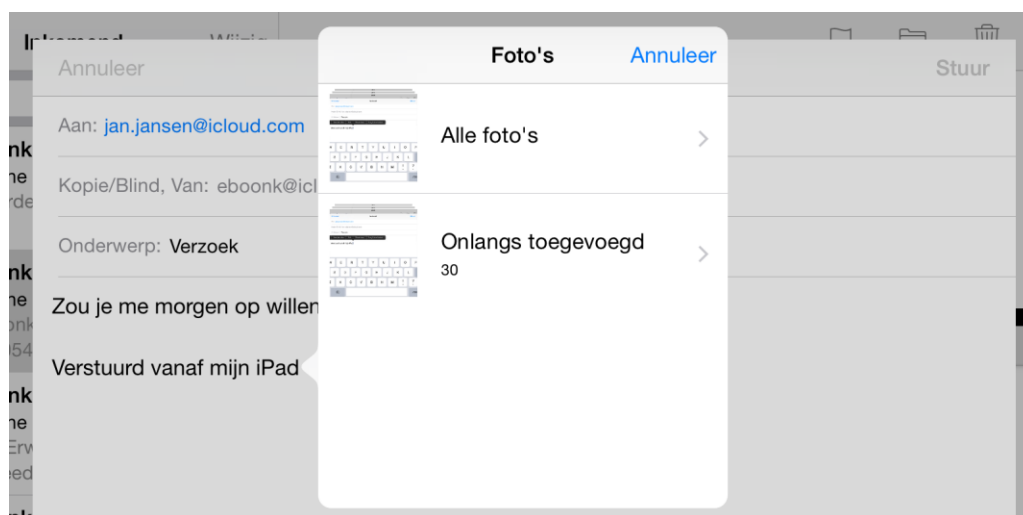 Foto's Annuleer
Annuleer Stuur
Aan: jan.jansen@icloud.com
Alle foto's
Kopie/Blind, Van: eboonk@icl
Onderwerp: Verzoek
Onlangs toegevoegd
30
Zou je me morgen op willen
Verstuurd vanaf mijn iPad